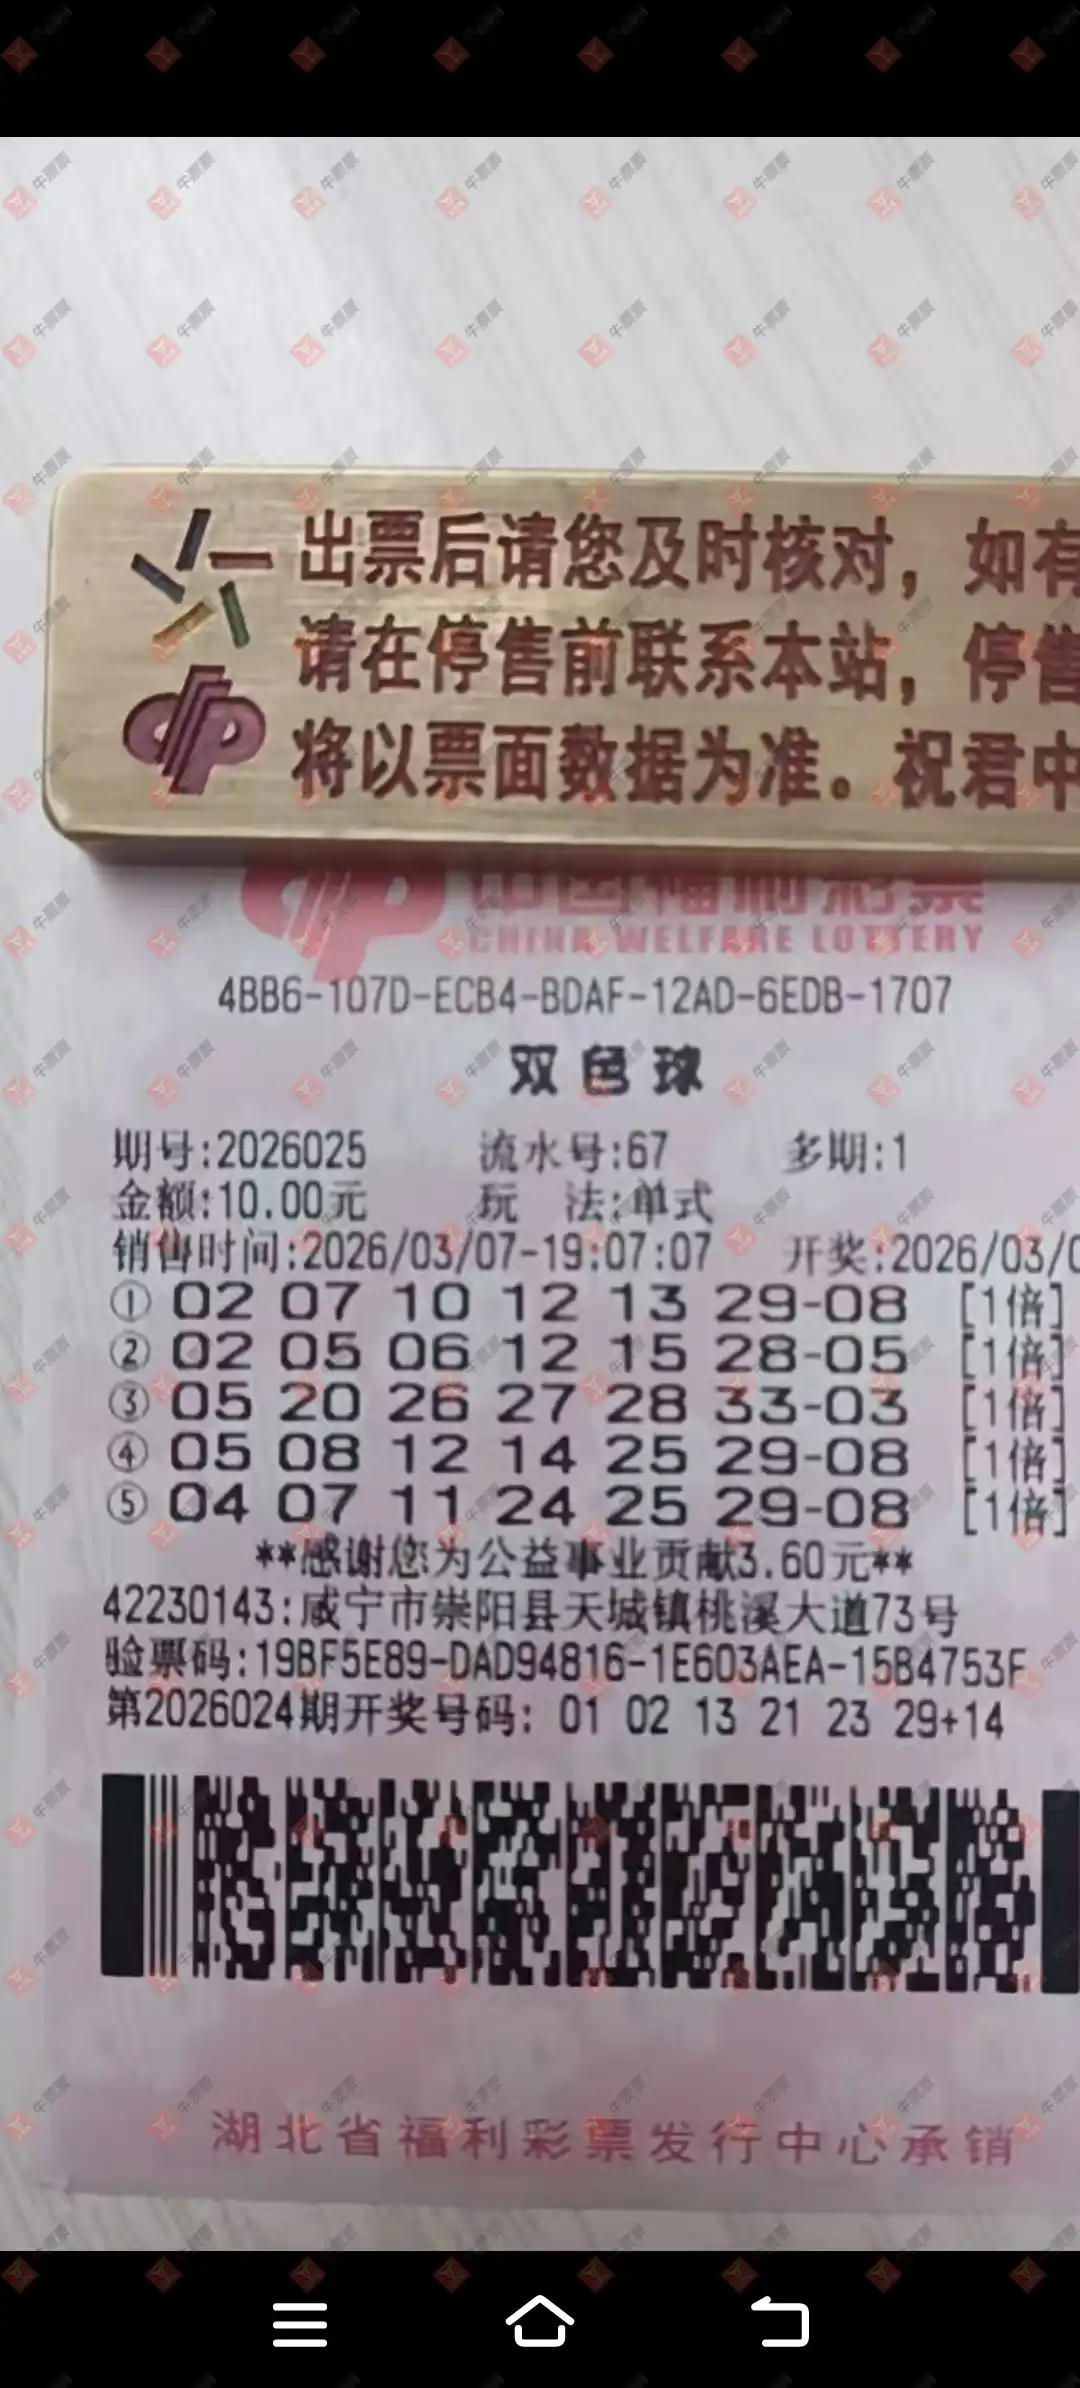 出票后请您及时核对，如有
请在停售前联系本站，停售
将以票面数据为准。祝君中
中国福利彩票
CHINA WELFARE LOTTERY
4BB6-107D-ECB4-BDAF-12AD-6EDB-1707
双色球
期号:2026025 流水号:67 多期:1
金额:10.00元 玩 法:单式
销售时间:2026/03/07-19:07:07 开奖:2026/03/0
① 02 07 10 12 13 29-08 [1倍]
② 02 05 06 12 15 28-05 [1倍]
③ 05 20 26 27 28 33-03 [1倍]
④ 05 08 12 14 25 29-08 [1倍]
⑤ 04 07 11 24 25 29-08 [1倍]
**感谢您为公益事业贡献3.60元**
42230143:咸宁市崇阳县天城镇桃溪大道73号
验票码:19BF5E89-DAD94816-1E603AEA-15B4753F
第2026024期开奖号码: 01 02 13 21 23 29+14
湖北省福利彩票发行中心承销
牛票票